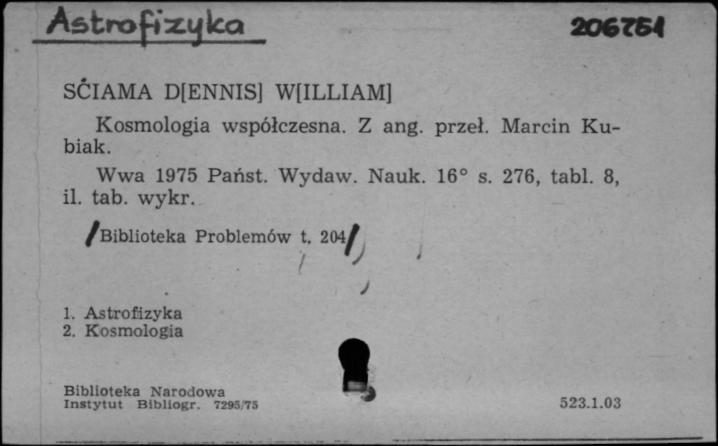 Astrofizyka
206751
SCIAMA D[ENNIS] W[ILLIAM]
Kosmologia współczesna. Z ang. przeł. Marcin Ku-
biak.
Wwa 1975 Państ. Wydaw. Nauk. 16° s. 276, tabl. 8,
il. tab. wykr.
/Biblioteka Problemów t. 204/
1. Astrofizyka
2. Kosmologia
Biblioteka Narodowa
Instytut Bibliogr. 7295/75
523.1.03